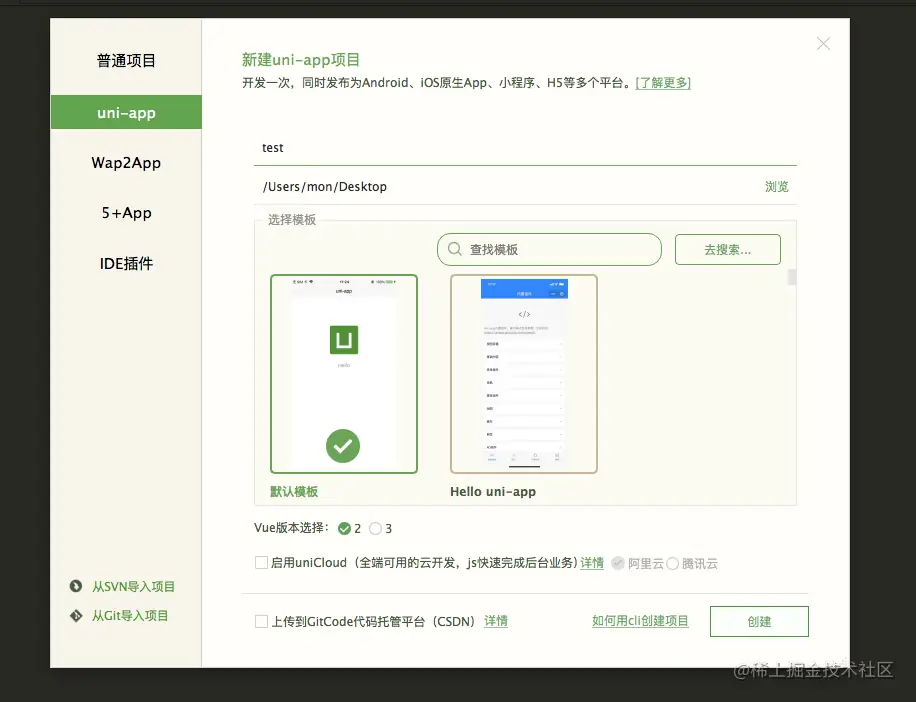 普通项目
uni-app
Wap2App
5+App
IDE插件
从SVN导入项目
从Git导入项目
新建uni-app项目
开发一次，同时发布为Android、iOS原生App、小程序、H5等多个平台。[了解更多]
test
/Users/mon/Desktop 浏览
选择模板
查找模板 去搜索...
uni-app
</>
默认模板 Hello uni-app
Vue版本选择： 2 3
启用uniCloud（全端可用的云开发，js快速完成后台业务) 详情 阿里云 腾讯云
上传到GitCode代码托管平台（CSDN） 详情 如何用cli创建项目 创建
@稀土掘金技术社区